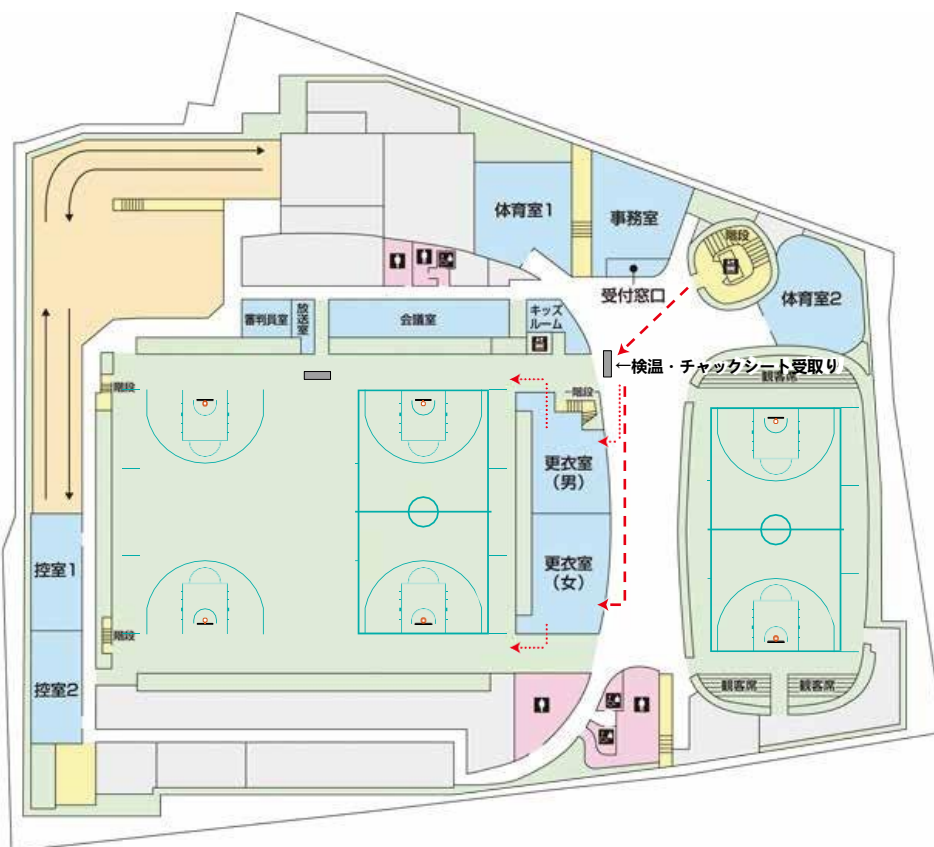 体育室1
事務室
階段
受付窓口
体育室2
審判員室
放送室
会議室
キッズ
ルーム
←検温・チャックシート受取り
観客席
階段
階段
更衣室
(男)
更衣室
(女)
控室1
階段
控室2
観客席
観客席